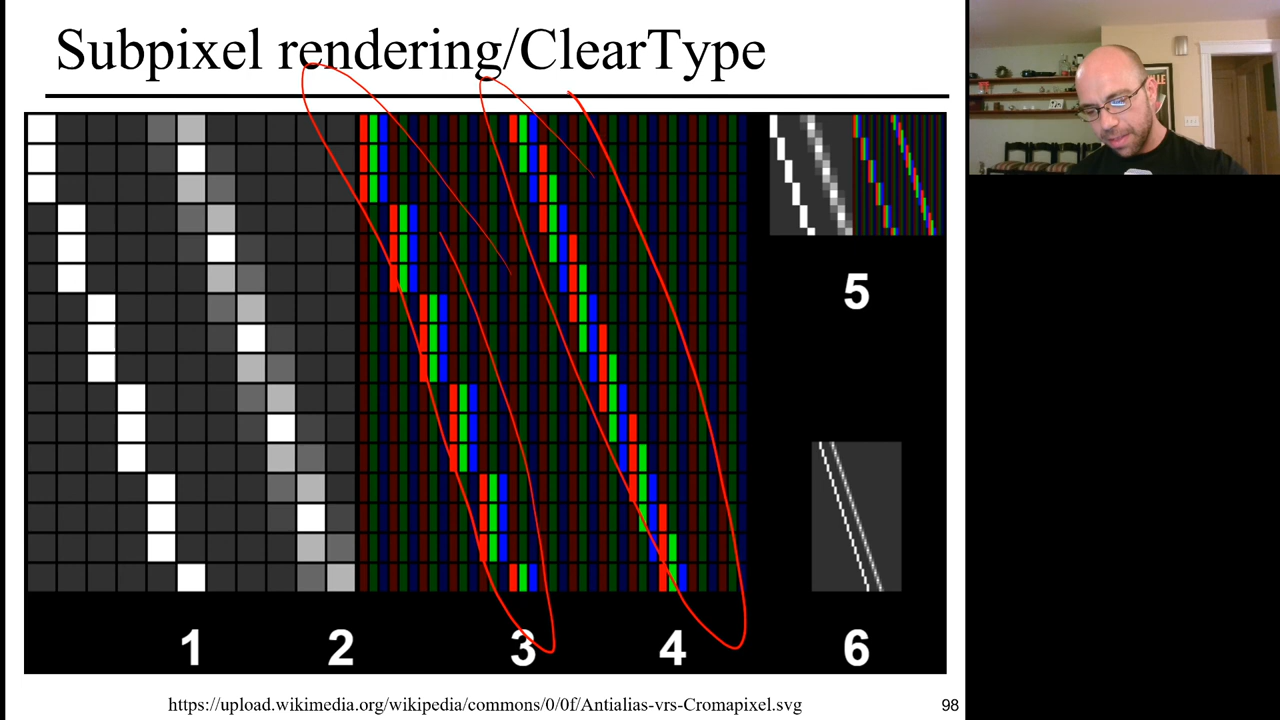 Subpixel rendering/ClearType
5
1 2 3 4 6
https://upload.wikimedia.org/wikipedia/commons/0/0f/Antialias-vrs-Cromapixel.svg
98